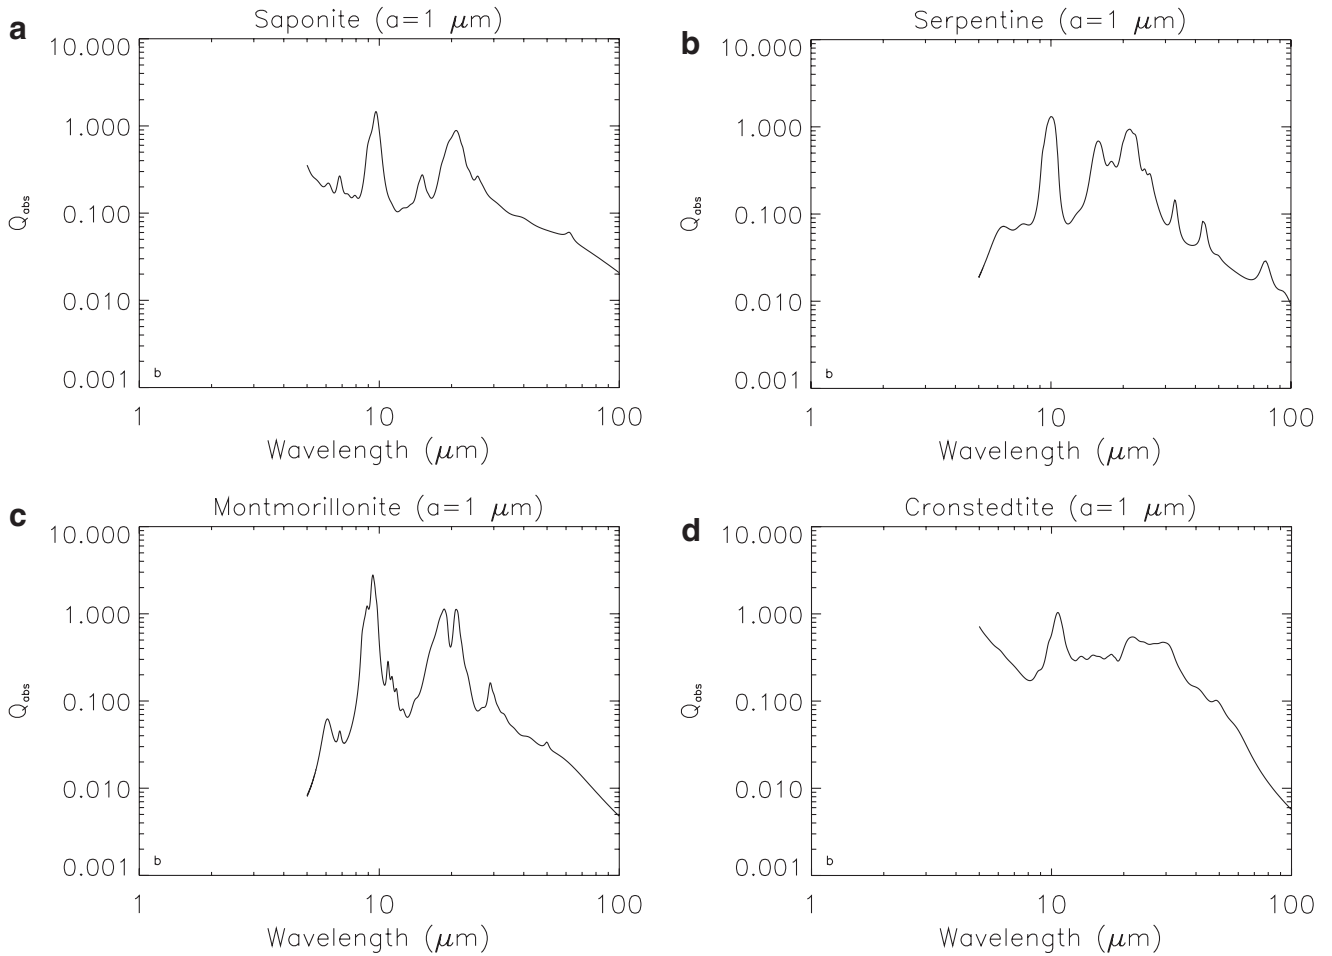 a
Saponite (a=1 μm)
10.000
1.000
0.100
0.010
0.001
Qabs
b
1
10
100
Wavelength (μm)
b
Serpentine (a=1 μm)
10.000
1.000
0.100
0.010
0.001
Qabs
b
1
10
100
Wavelength (μm)
c
Montmorillonite (a=1 μm)
10.000
1.000
0.100
0.010
0.001
Qabs
b
1
10
100
Wavelength (μm)
d
Cronstedtite (a=1 μm)
10.000
1.000
0.100
0.010
0.001
Qabs
b
1
10
100
Wavelength (μm)